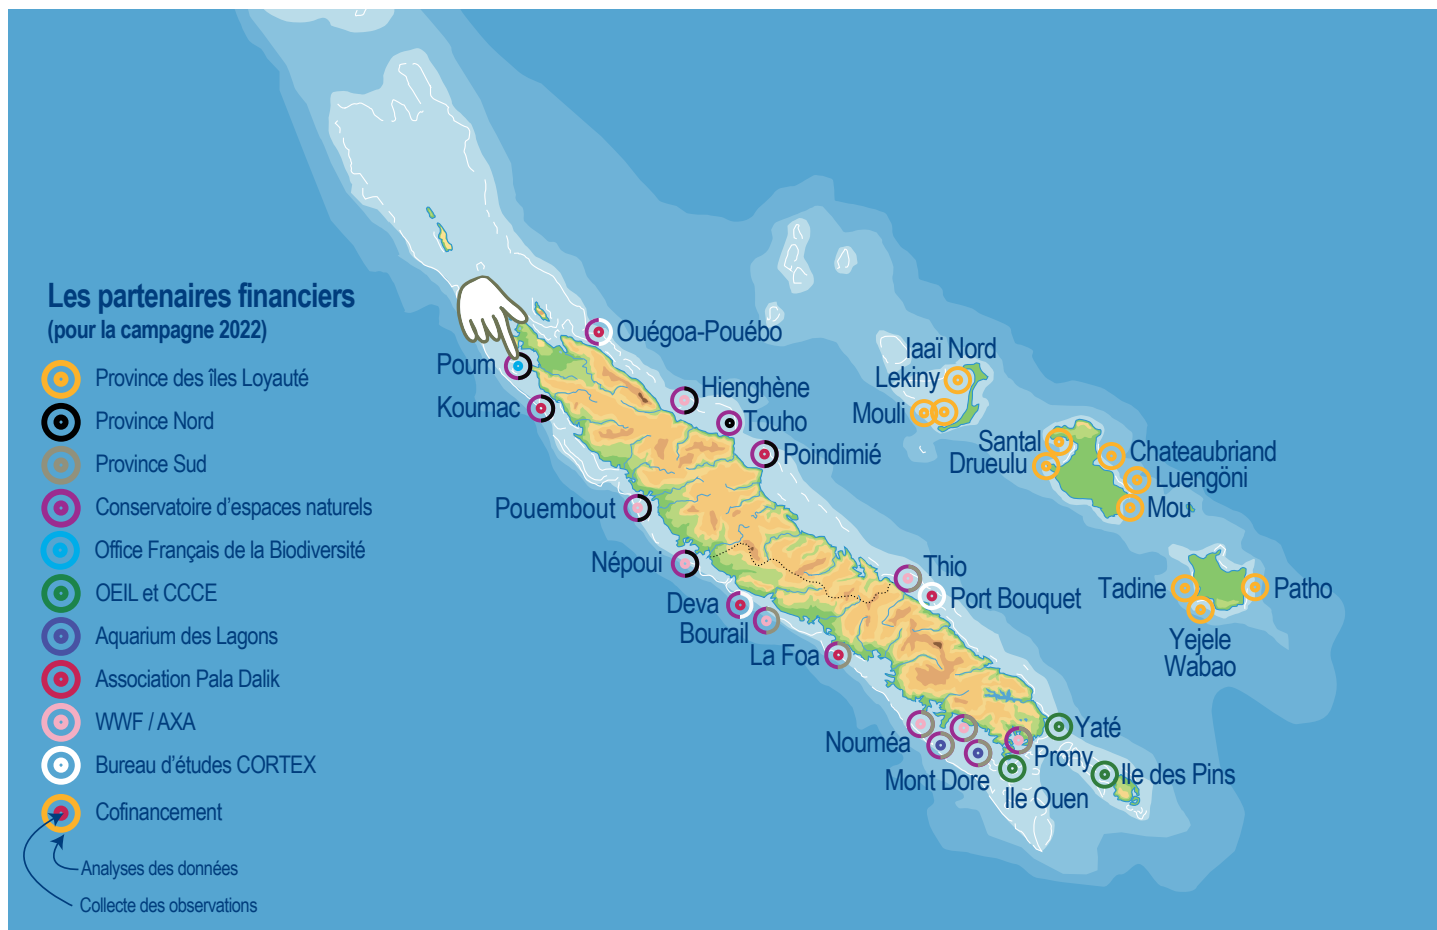 Les partenaires financiers
(pour la campagne 2022)
Province des îles Loyauté
Province Nord
Province Sud
Conservatoire d'espaces naturels
Office Français de la Biodiversité
OEIL et CCCE
Aquarium des Lagons
Association Pala Dalik
WWF / AXA
Bureau d'études CORTEX
Cofinancement
Analyses des données
Collecte des observations
Ouégoa-Pouébo
Poum
Koumac
Hienghène
Touho
Poindimié
Pouembout
Népoui
Deva
Bourail
La Foa
Thio
Port Bouquet
Nouméa
Mont Dore
Yaté
Prony
Ile Ouen
Ile des Pins
Iaaï Nord
Lekiny
Mouli
Santal
Drueulu
Chateaubriand
Luengöni
Mou
Tadine
Patho
Yejele
Wabao